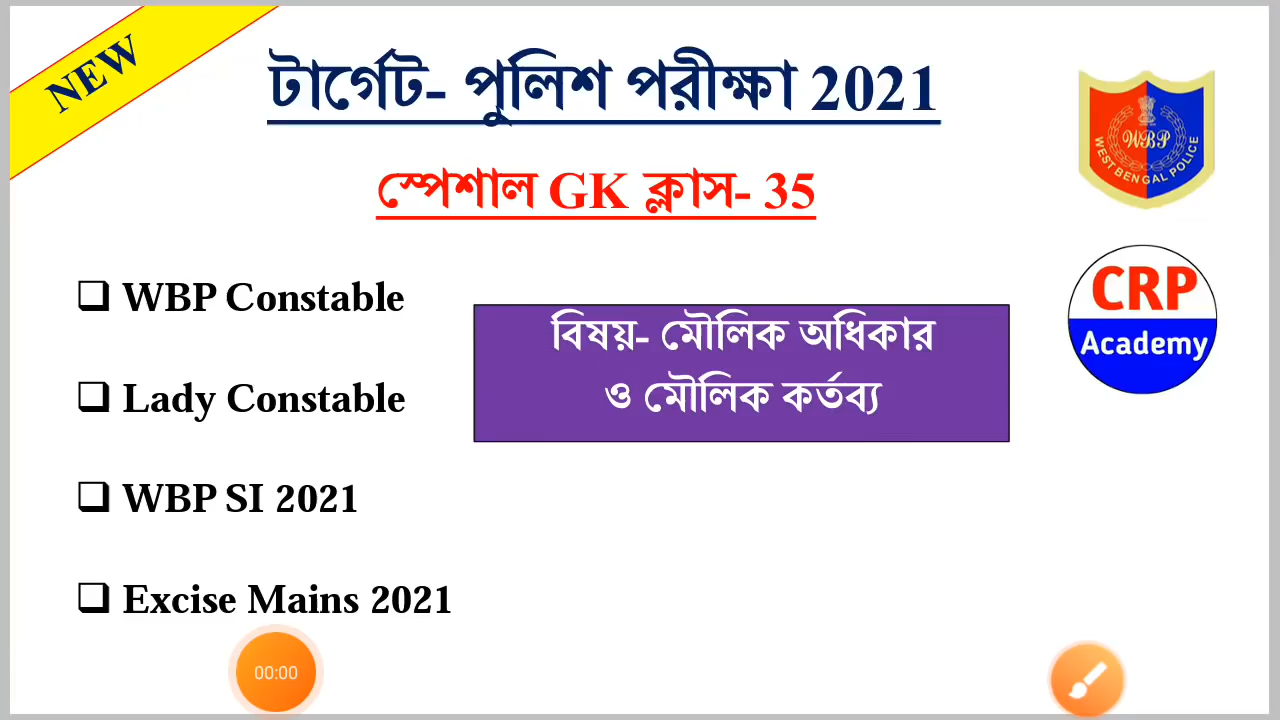 NEW
টার্গেট- পুলিশ পরীক্ষা 2021
স্পেশাল GK ক্লাস- 35
WBP Constable
Lady Constable
WBP SI 2021
Excise Mains 2021
বিষয়- মৌলিক অধিকার
ও মৌলিক কর্তব্য
WBP
WEST BENGAL POLICE
CRP
Academy
00:00